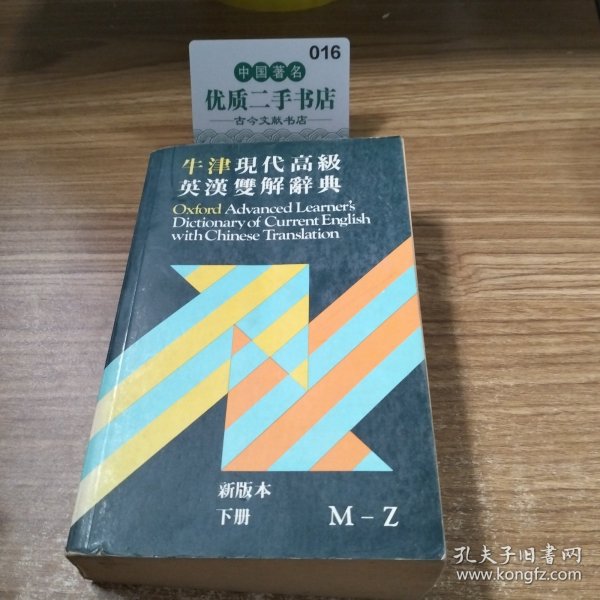 016
中国著名
优质二手书店
古今文献书店
牛津現代高級
英漢雙解辭典
Oxford Advanced Learner's
Dictionary of Current English
with Chinese Translation
新版本
下册
M – Z
孔夫子旧书网
www.kongfz.com